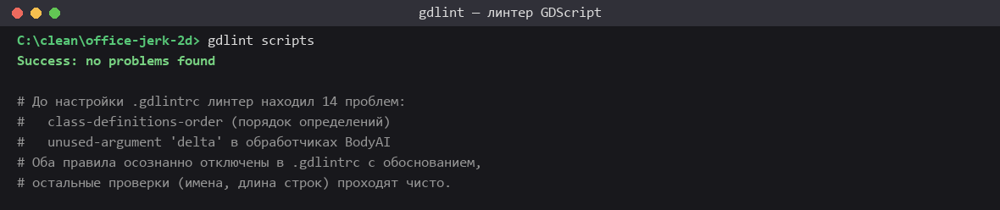 gdlint — линтер GDScript
C:\clean\office-jerk-2d> gdlint scripts
Success: no problems found
# До настройки .gdlintrc линтер находил 14 проблем:
#   class-definitions-order (порядок определений)
#   unused-argument 'delta' в обработчиках BodyAI
# Оба правила осознанно отключены в .gdlintrc с обоснованием,
# остальные проверки (имена, длина строк) проходят чисто.